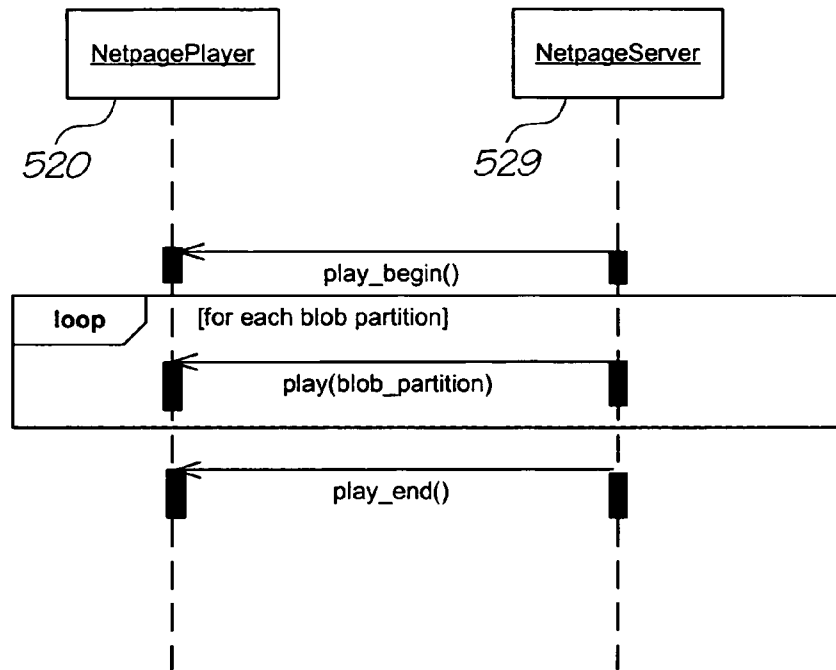 NetpagePlayer
NetpageServer
520
529
play_begin()
loop
[for each blob partition]
play(blob_partition)
play_end()